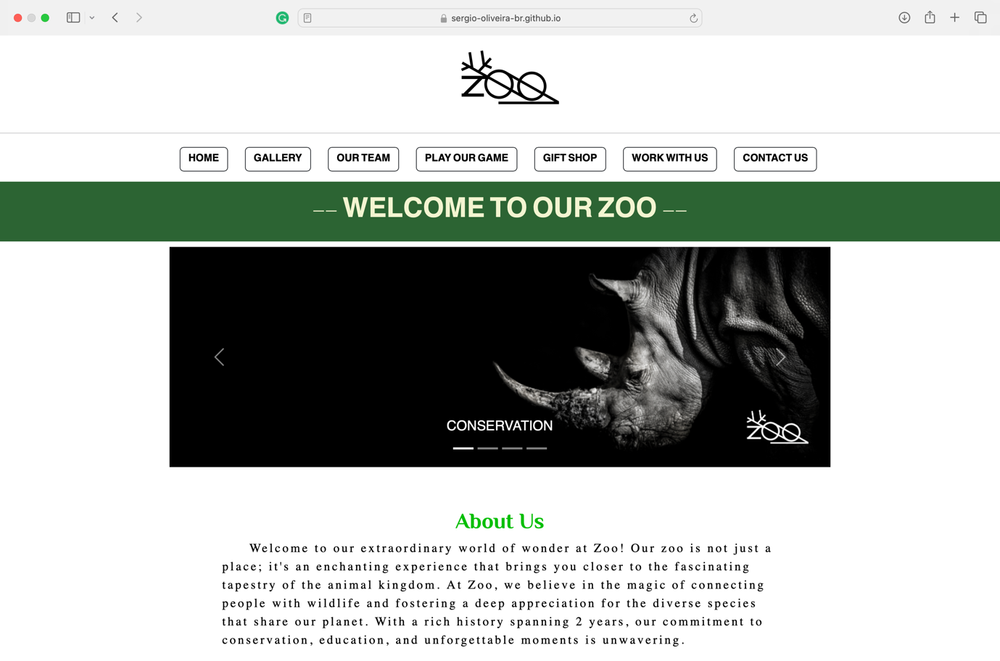 sergio-oliveira-br.github.io
ZOO
HOME GALLERY OUR TEAM PLAY OUR GAME GIFT SHOP WORK WITH US CONTACT US
—— WELCOME TO OUR ZOO ——
CONSERVATION
ZOO
About Us
Welcome to our extraordinary world of wonder at Zoo! Our zoo is not just a
place; it's an enchanting experience that brings you closer to the fascinating
tapestry of the animal kingdom. At Zoo, we believe in the magic of connecting
people with wildlife and fostering a deep appreciation for the diverse species
that share our planet. With a rich history spanning 2 years, our commitment to
conservation, education, and unforgettable moments is unwavering.